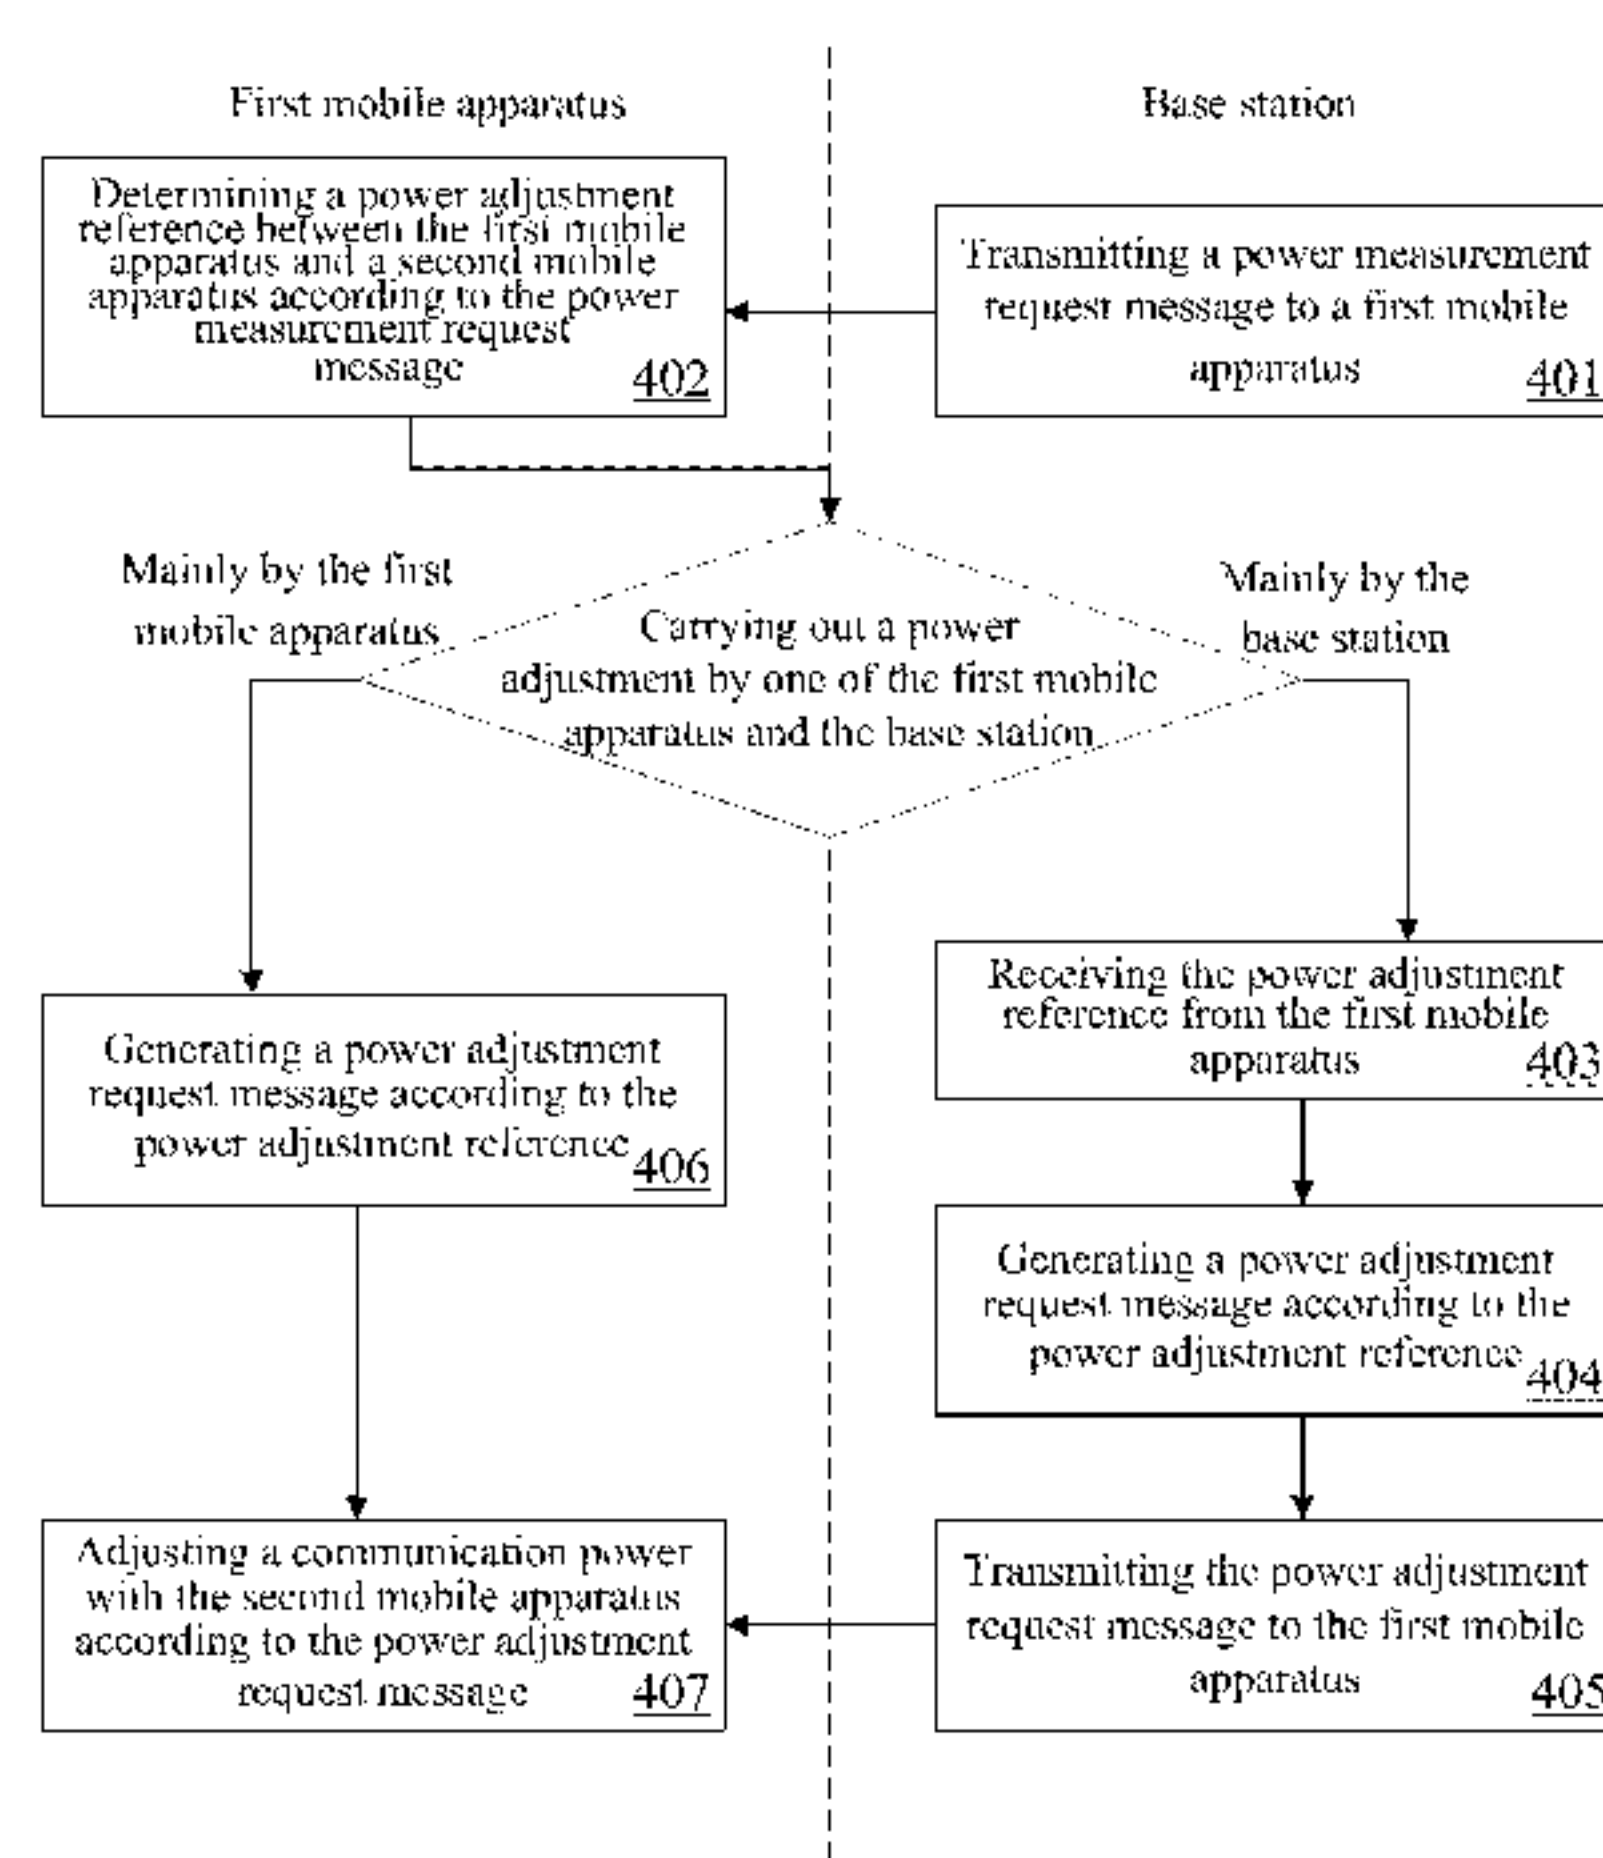 First mobile apparatus
Base station
Determining a power adjustment
reference between the first mobile
apparatus and a second mobile
apparatus according to the power
measurement request
message
402
Transmitting a power measurement
request message to a first mobile
apparatus
401
Mainly by the first
mobile apparatus
Carrying out a power
adjustment by one of the first mobile
apparatus and the base station
Mainly by the
base station
Receiving the power adjustment
reference from the first mobile
apparatus
403
Generating a power adjustment
request message according to the
power adjustment reference
406
Generating a power adjustment
request message according to the
power adjustment reference
404
Adjusting a communication power
with the second mobile apparatus
according to the power adjustment
request message
407
Transmitting the power adjustment
request message to the first mobile
apparatus
405